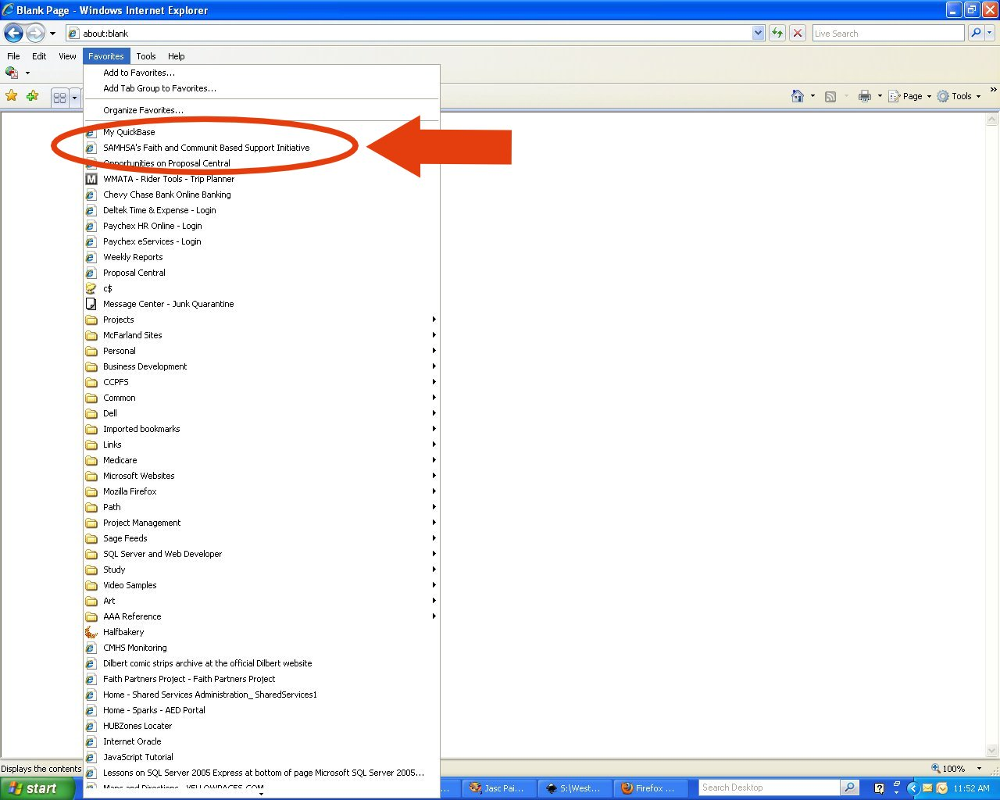 Blank Page - Windows Internet Explorer
about:blank
Live Search
File Edit View Favorites Tools Help
Add to Favorites...
Add Tab Group to Favorites...
Page Tools
Organize Favorites...
My QuickBase
SAMHSA's Faith and Communit Based Support Initiative
Opportunities on Proposal Central
M WMATA - Rider Tools - Trip Planner
Chevy Chase Bank Online Banking
Deltek Time & Expense - Login
Paychex HR Online - Login
Paychex eServices - Login
Weekly Reports
Proposal Central
c$
Message Center - Junk Quarantine
Projects
McFarland Sites
Personal
Business Development
CCPFS
Common
Dell
Imported bookmarks
Links
Medicare
Microsoft Websites
Mozilla Firefox
Path
Project Management
Sage Feeds
SQL Server and Web Developer
Study
Video Samples
Art
AAA Reference
Halfbakery
CMHS Monitoring
Dilbert comic strips archive at the official Dilbert website
Faith Partners Project - Faith Partners Project
Home - Shared Services Administration_ SharedServices1
Home - Sparks - AED Portal
HUBZones Locater
Internet Oracle
JavaScript Tutorial
Displays the contents
100%
Lessons on SQL Server 2005 Express at bottom of page Microsoft SQL Server 2005...
Maps and Directions - YELLOWPAGES.COM
start
... Jasc Pai... S:\West... Firefox ... Search Desktop 11:52 AM